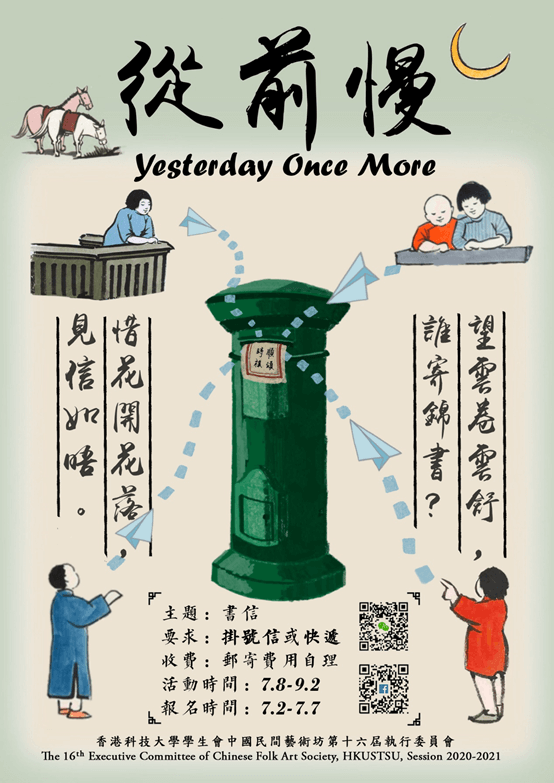 從前慢
Yesterday Once More
望雲卷雲舒，
誰寄錦書？
惜花開花落，
見信如晤。
主題：書信
要求：掛號信或快遞
收費：郵寄費用自理
活動時間：7.8-9.2
報名時間：7.2-7.7
香港科技大學學生會中國民間藝術坊第十六屆執行委員會
The 16th Executive Committee of Chinese Folk Art Society, HKUSTSU, Session 2020-2021